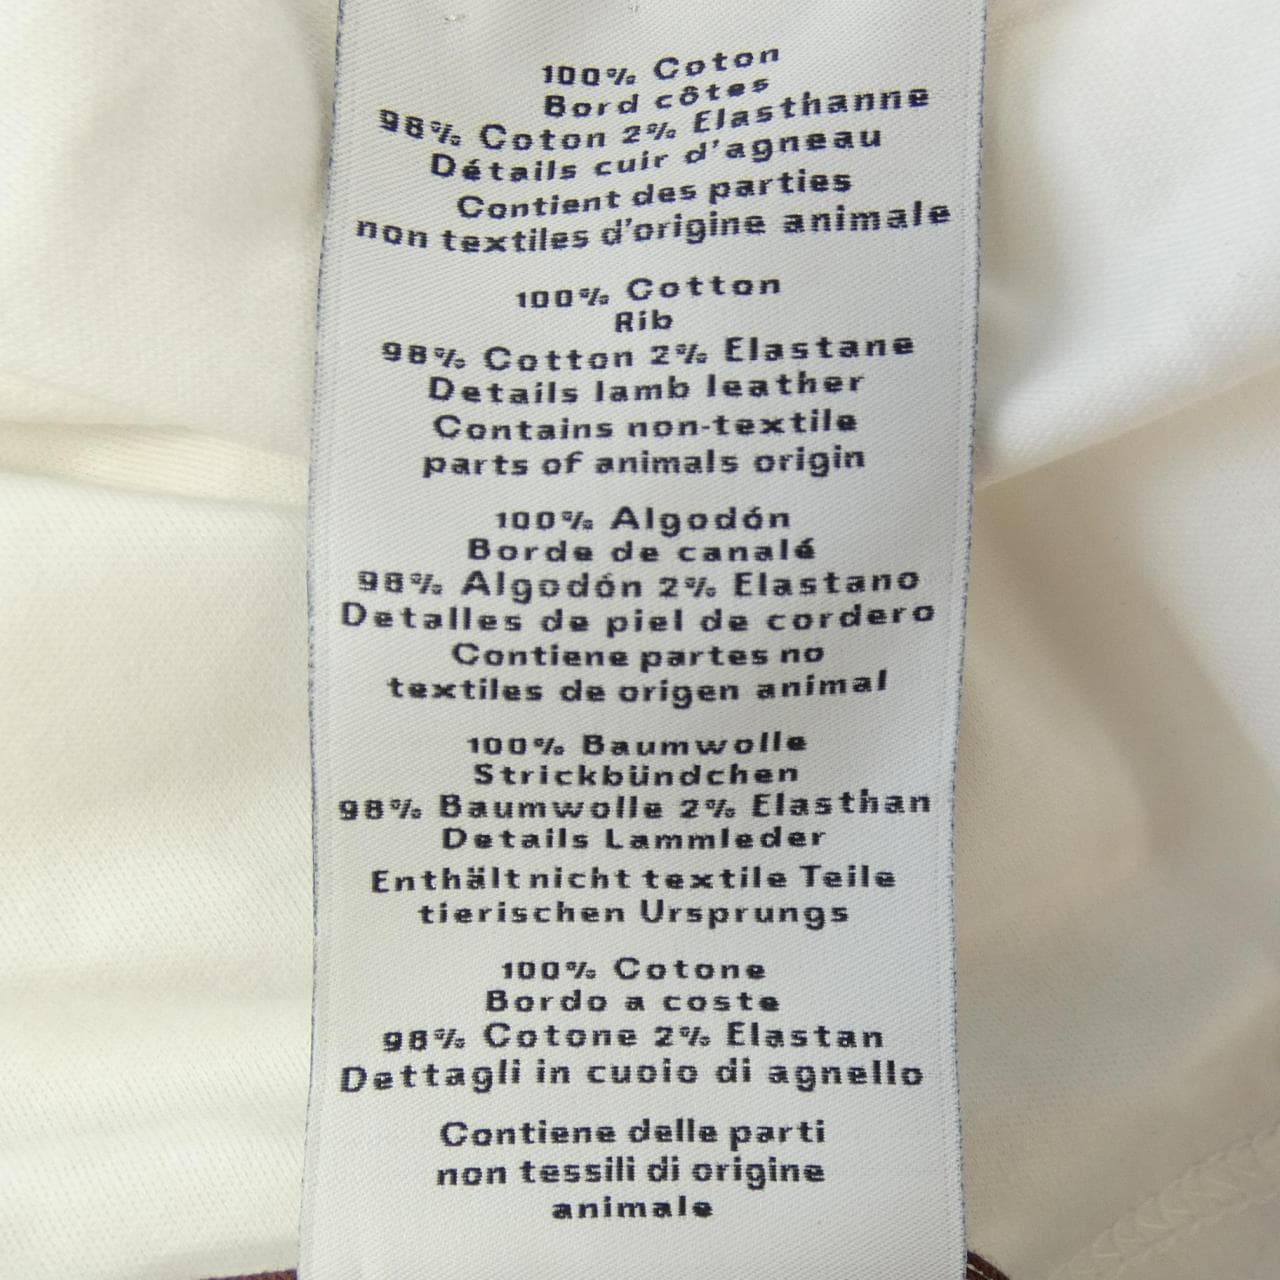 100% Coton
Bord côtes
98% Coton 2% Elasthanne
Détails cuir d'agneau
Contient des parties
non textiles d'origine animale
100% Cotton
Rib
98% Cotton 2% Elastane
Details lamb leather
Contains non-textile
parts of animals origin
100% Algodón
Borde de canalé
98% Algodón 2% Elastano
Detalles de piel de cordero
Contiene partes no
textiles de origen animal
100% Baumwolle
Strickbündchen
98% Baumwolle 2% Elasthan
Details Lammleder
Enthält nicht textile Teile
tierischen Ursprungs
100% Cotone
Bordo a coste
98% Cotone 2% Elastan
Dettagli in cuoio di agnello
Contiene delle parti
non tessili di origine
animale